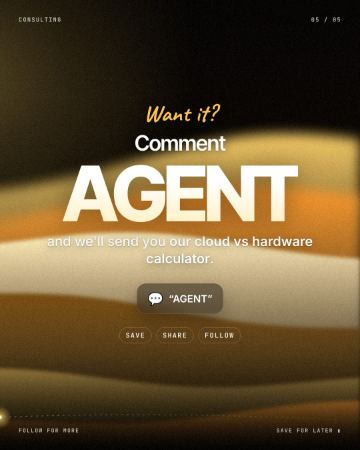 CONSULTING
05 / 05
Want it?
Comment
AGENT
and we'll send you our cloud vs hardware
calculator.
💬 “AGENT”
SAVE SHARE FOLLOW
FOLLOW FOR MORE
SAVE FOR LATER